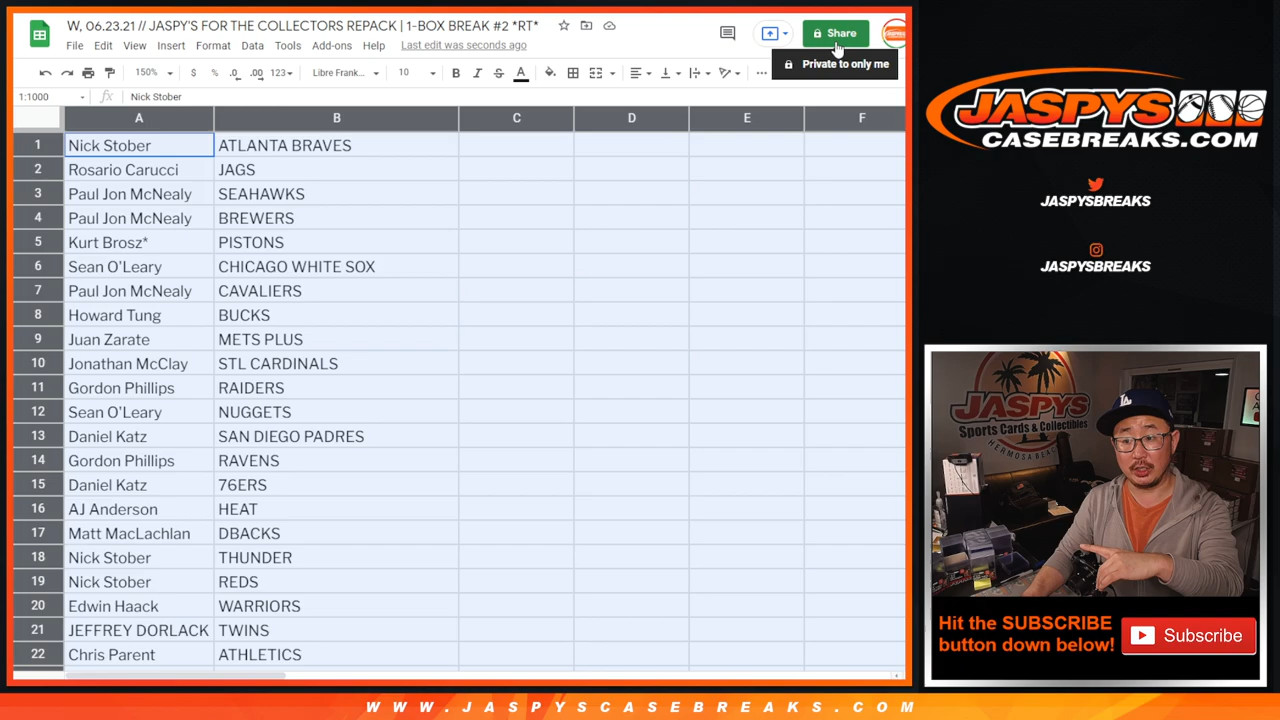 W, 06.23.21 // JASPY'S FOR THE COLLECTORS REPACK | 1-BOX BREAK #2 *RT*
File Edit View Insert Format Data Tools Add-ons Help Last edit was seconds ago
Share
Private to only me
150% $ % .0 .00 123 Libre Frank... 10 B I S A
1:1000 fx Nick Stober
A B C D E F
1 Nick Stober ATLANTA BRAVES
2 Rosario Carucci JAGS
3 Paul Jon McNealy SEAHAWKS
4 Paul Jon McNealy BREWERS
5 Kurt Brosz* PISTONS
6 Sean O'Leary CHICAGO WHITE SOX
7 Paul Jon McNealy CAVALIERS
8 Howard Tung BUCKS
9 Juan Zarate METS PLUS
10 Jonathan McClay STL CARDINALS
11 Gordon Phillips RAIDERS
12 Sean O'Leary NUGGETS
13 Daniel Katz SAN DIEGO PADRES
14 Gordon Phillips RAVENS
15 Daniel Katz 76ERS
16 AJ Anderson HEAT
17 Matt MacLachlan DBACKS
18 Nick Stober THUNDER
19 Nick Stober REDS
20 Edwin Haack WARRIORS
21 JEFFREY DORLACK TWINS
22 Chris Parent ATHLETICS
JASPYS
CASEBREAKS.COM
JASPYSBREAKS
JASPYSBREAKS
JASPYS
Sports Cards & Collectibles
HERMOSA BEACH
LA
Hit the SUBSCRIBE
button down below!
Subscribe
WWW.JASPYSCASEBREAKS.COM